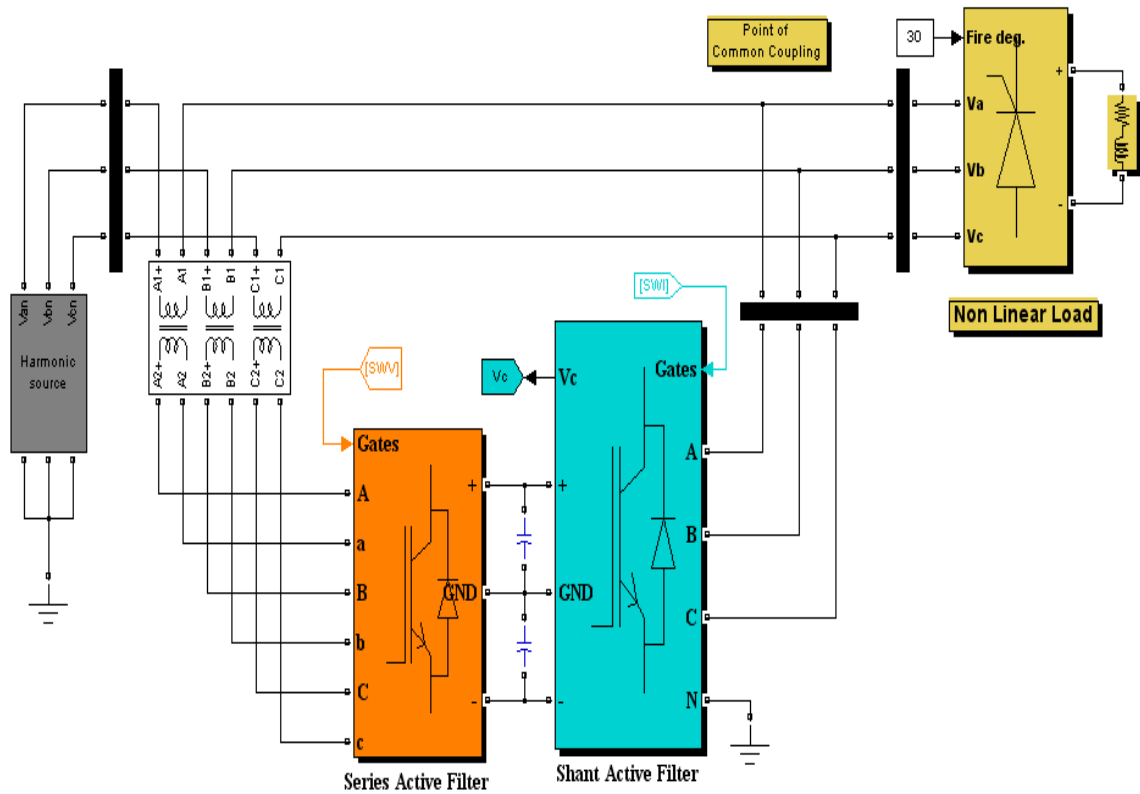 Point of
Common Coupling
30
Fire deg.
+
Va
Vb
-
Vc
Non Linear Load
Van
Vbn
Vcn
Harmonic
source
A1+
A1
B1+
B1
C1+
C1
A2+
A2
B2+
B2
C2+
C2
[SWV]
[SWI]
Vc
Gates
A
a
B
b
C
c
+
GND
-
Series Active Filter
Vc
Gates
+
GND
-
A
B
C
N
Shant Active Filter